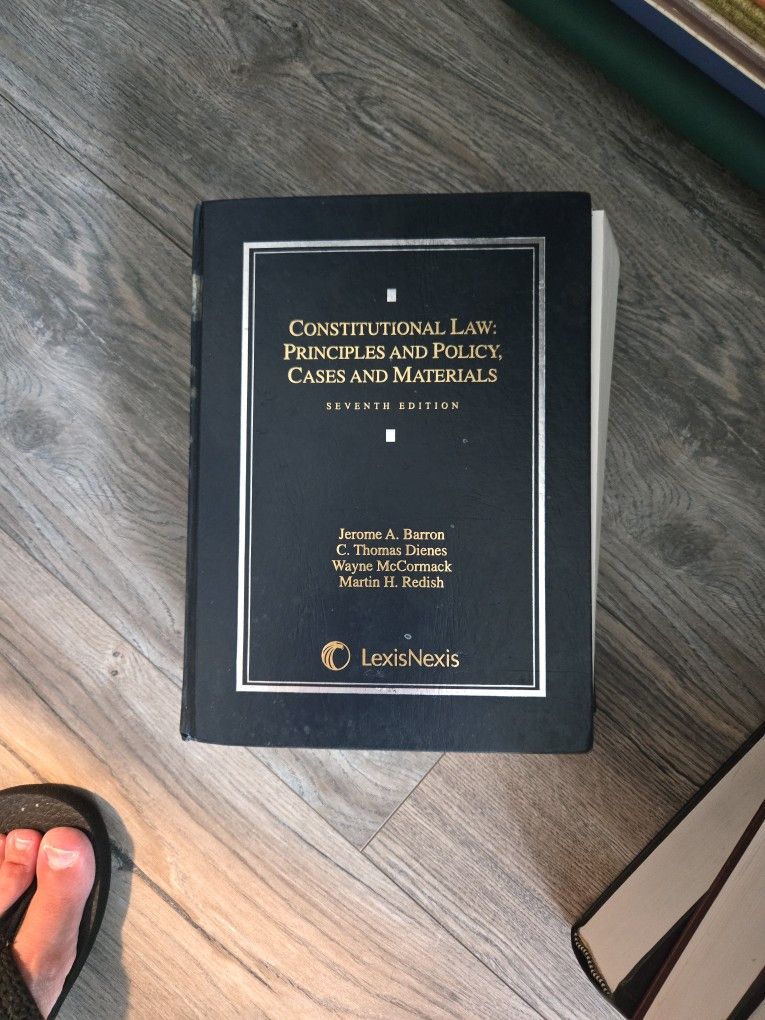 CONSTITUTIONAL LAW:
PRINCIPLES AND POLICY,
CASES AND MATERIALS
SEVENTH EDITION
Jerome A. Barron
C. Thomas Dienes
Wayne McCormack
Martin H. Redish
LexisNexis